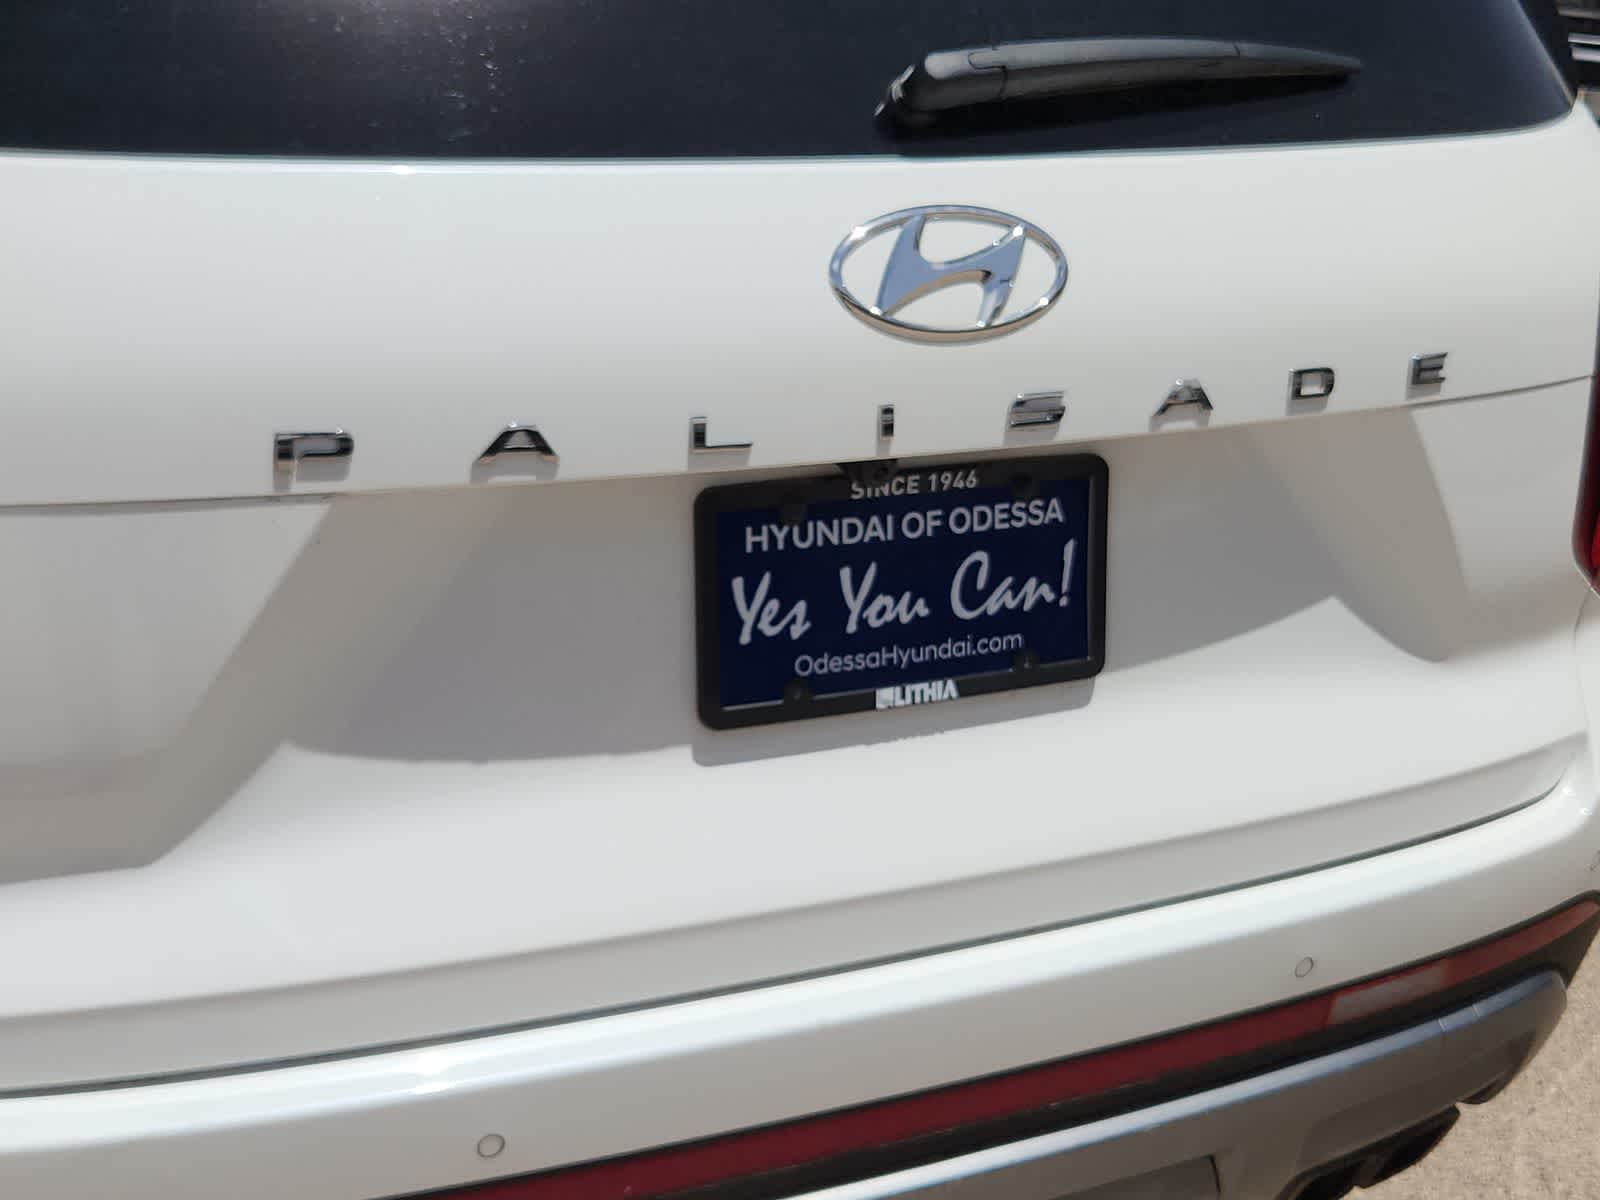 PALISADE
SINCE 1946
HYUNDAI OF ODESSA
Yes You Can!
OdessaHyundai.com
LITHIA